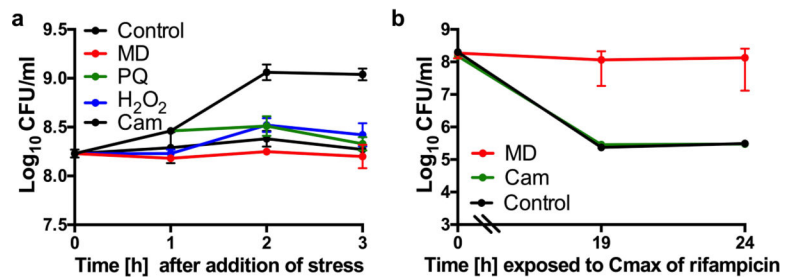 a
Log10 CFU/ml
9.5
9.0
8.5
8.0
7.5
Control
MD
PQ
H2O2
Cam
0 1 2 3
Time [h] after addition of stress
b
Log10 CFU/ml
9
8
7
6
5
4
3
MD
Cam
Control
0 19 24
Time [h] exposed to Cmax of rifampicin